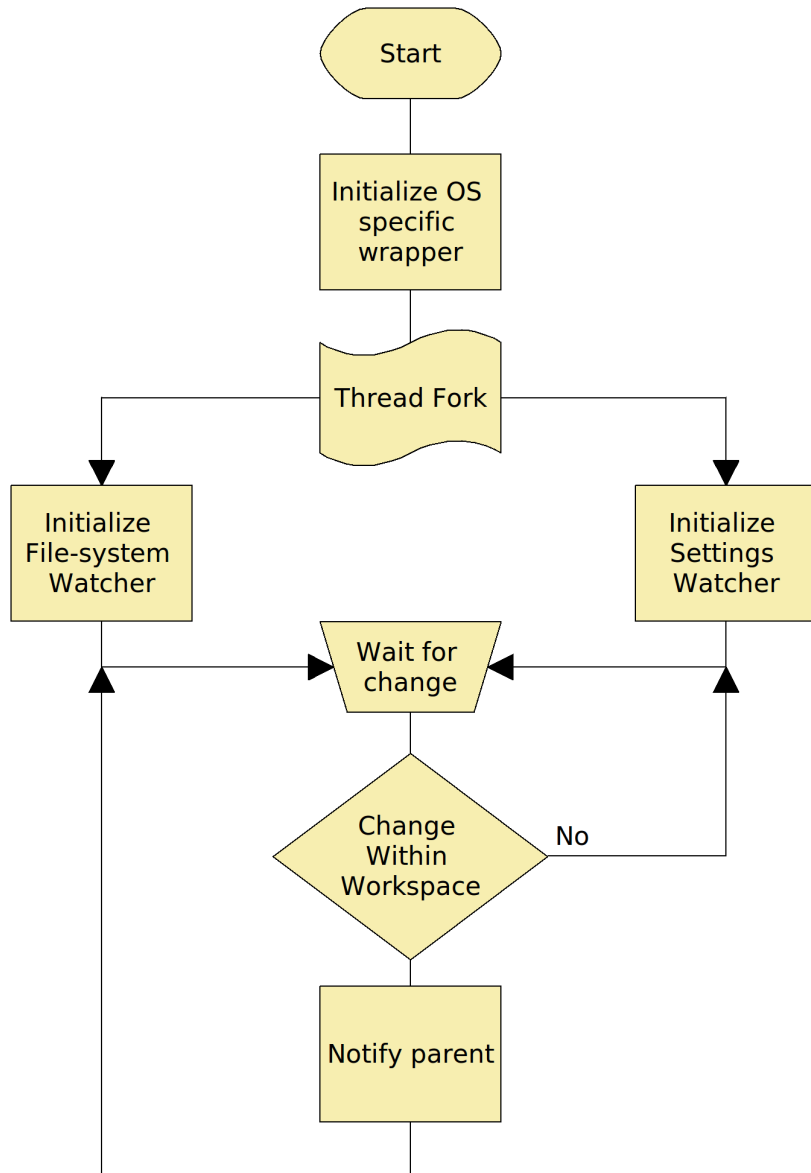 Start
Initialize OS
specific
wrapper
Thread Fork
Initialize
File-system
Watcher
Initialize
Settings
Watcher
Wait for
change
Change
Within
Workspace
No
Notify parent